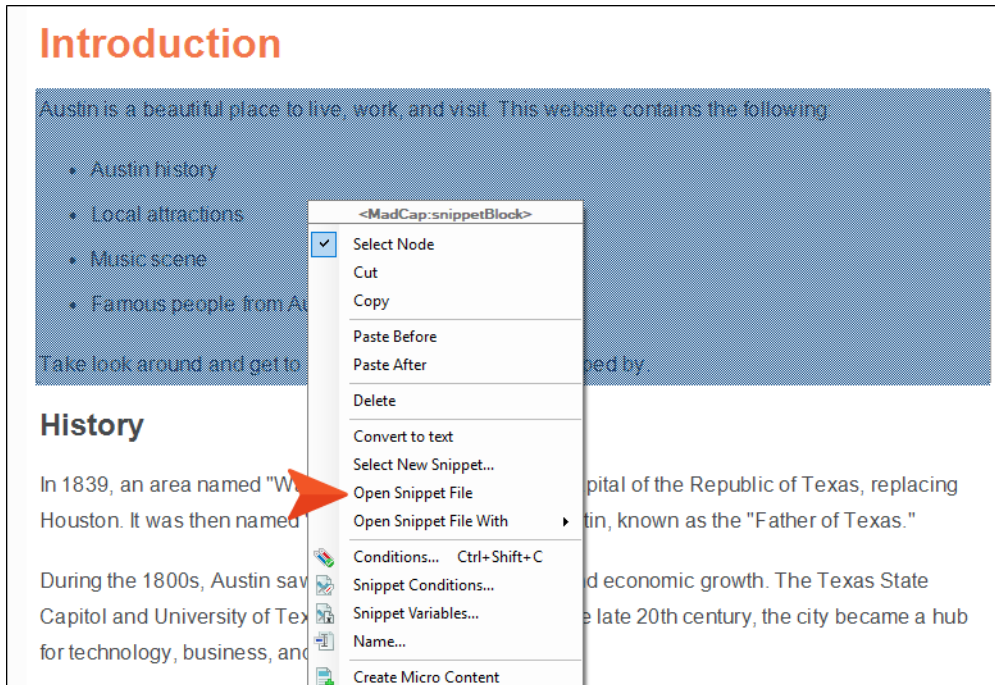 Introduction
Austin is a beautiful place to live, work, and visit. This website contains the following:
• Austin history
• Local attractions
• Music scene
• Famous people from Au
Take look around and get to
ped by.
<MadCap:snippetBlock>
Select Node
Cut
Copy
Paste Before
Paste After
Delete
Convert to text
Select New Snippet...
Open Snippet File
Open Snippet File With
Conditions... Ctrl+Shift+C
Snippet Conditions...
Snippet Variables...
Name...
Create Micro Content
History
In 1839, an area named "W
pital of the Republic of Texas, replacing
Houston. It was then named
tin, known as the "Father of Texas."
During the 1800s, Austin saw
d economic growth. The Texas State
Capitol and University of Tex
e late 20th century, the city became a hub
for technology, business, and